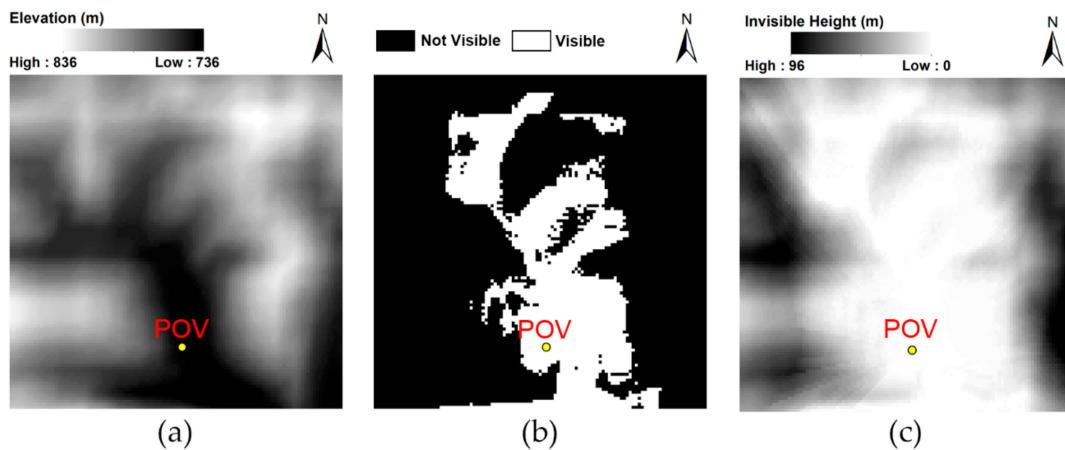 Elevation (m)
High : 836 Low : 736
N
POV
(a)
Not Visible Visible
N
POV
(b)
Invisible Height (m)
High : 96 Low : 0
N
POV
(c)